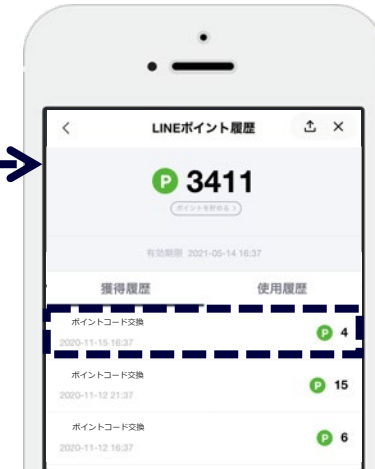 LINEポイント履歴
P 3411
ポイントを貯める >
有効期限 2021-05-14 16:37
獲得履歴 使用履歴
ポイントコード交換
P 4
2020-11-15 16:37
ポイントコード交換
P 15
2020-11-12 21:37
ポイントコード交換
P 6
2020-11-12 16:37